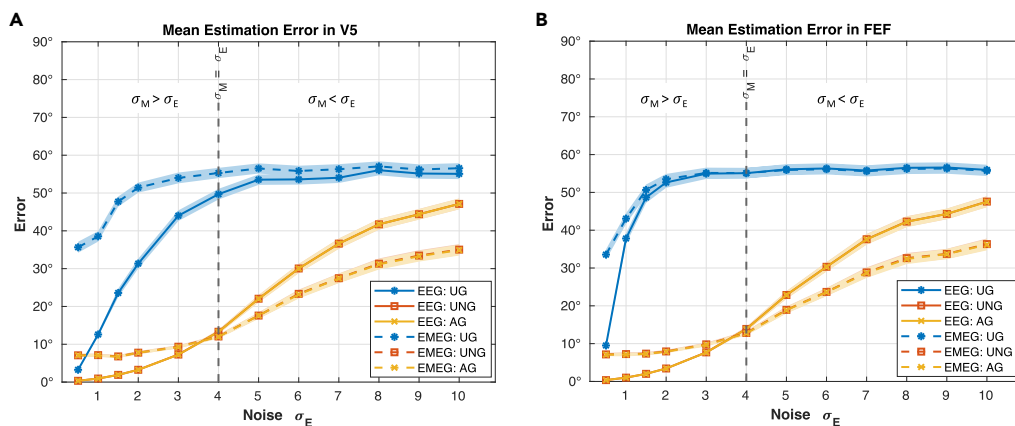 A
Mean Estimation Error in V5
90°
80°
70°
60°
50°
40°
30°
20°
10°
0°
Error
σM > σE
σM = σE
σM < σE
EEG: UG
EEG: UNG
EEG: AG
EMEG: UG
EMEG: UNG
EMEG: AG
1 2 3 4 5 6 7 8 9 10
Noise σE
B
Mean Estimation Error in FEF
90°
80°
70°
60°
50°
40°
30°
20°
10°
0°
Error
σM > σE
σM = σE
σM < σE
EEG: UG
EEG: UNG
EEG: AG
EMEG: UG
EMEG: UNG
EMEG: AG
1 2 3 4 5 6 7 8 9 10
Noise σE